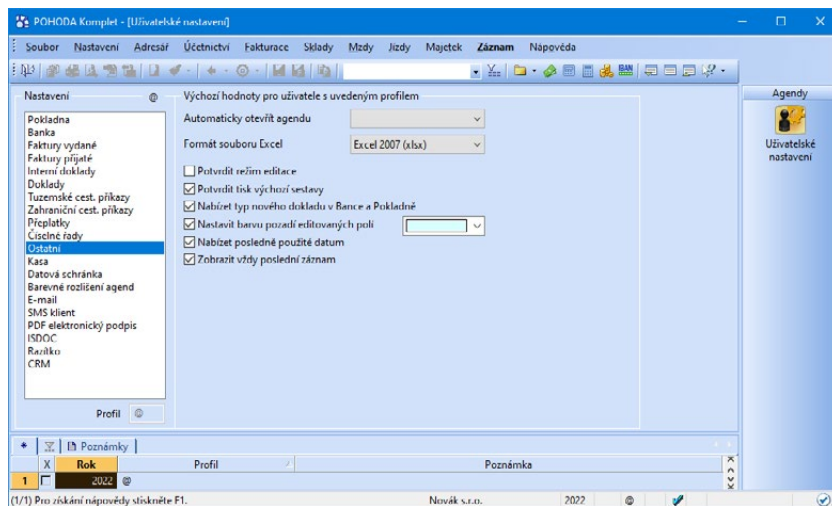 POHODA Komplet - [Uživatelské nastavení]
Soubor Nastavení Adresář Účetnictví Fakturace Sklady Mzdy Jízdy Majetek Záznam Nápověda
Nastavení @
Výchozí hodnoty pro uživatele s uvedeným profilem
Agendy
Pokladna
Banka
Faktury vydané
Faktury přijaté
Interní doklady
Doklady
Tuzemské cest. příkazy
Zahraniční cest. příkazy
Přeplatky
Číselné řady
Ostatní
Kasa
Datová schránka
Barevné rozlišení agend
E-mail
SMS klient
PDF elektronický podpis
ISDOC
Razítko
CRM
Profil @
Automaticky otevřít agendu
Formát souboru Excel Excel 2007 (xlsx)
Potvrdit režim editace
Potvrdit tisk výchozí sestavy
Nabízet typ nového dokladu v Bance a Pokladně
Nastavit barvu pozadí editovaných polí
Nabízet posledně použité datum
Zobrazit vždy poslední záznam
Uživatelské
nastavení
* Poznámky
X Rok Profil Poznámka
1 2022 @
(1/1) Pro získání nápovědy stiskněte F1. Novák s.r.o. 2022 @